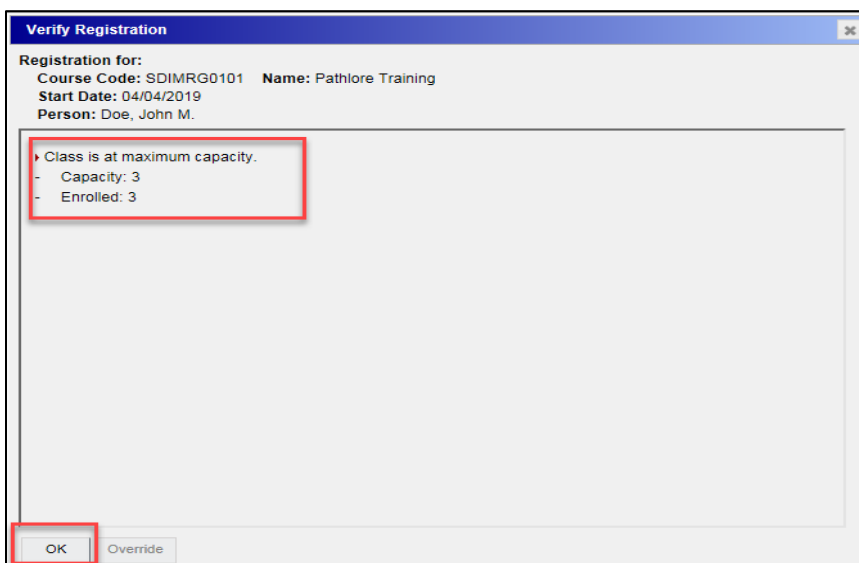 Verify Registration
Registration for:
Course Code: SDIMRG0101 Name: Pathlore Training
Start Date: 04/04/2019
Person: Doe, John M.
Class is at maximum capacity.
- Capacity: 3
- Enrolled: 3
OK Override